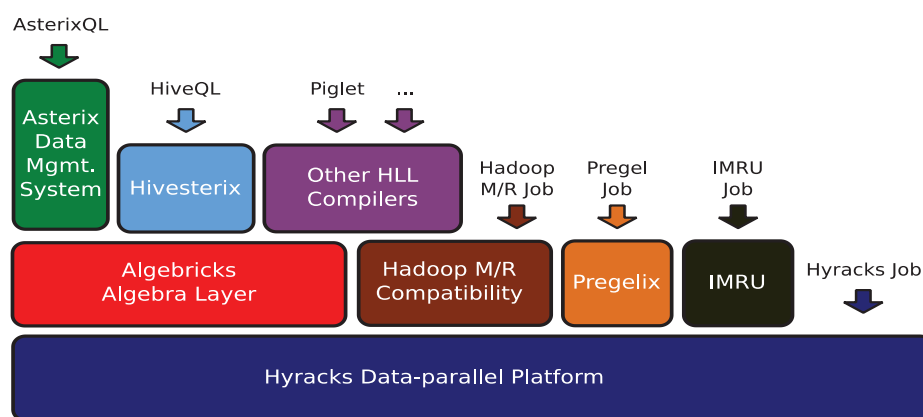 AsterixQL
HiveQL
Piglet
...
Asterix
Data
Mgmt.
System
Hivesterix
Other HLL
Compilers
Hadoop
M/R Job
Pregel
Job
IMRU
Job
Algebricks
Algebra Layer
Hadoop M/R
Compatibility
Pregelix
IMRU
Hyracks Job
Hyracks Data-parallel Platform